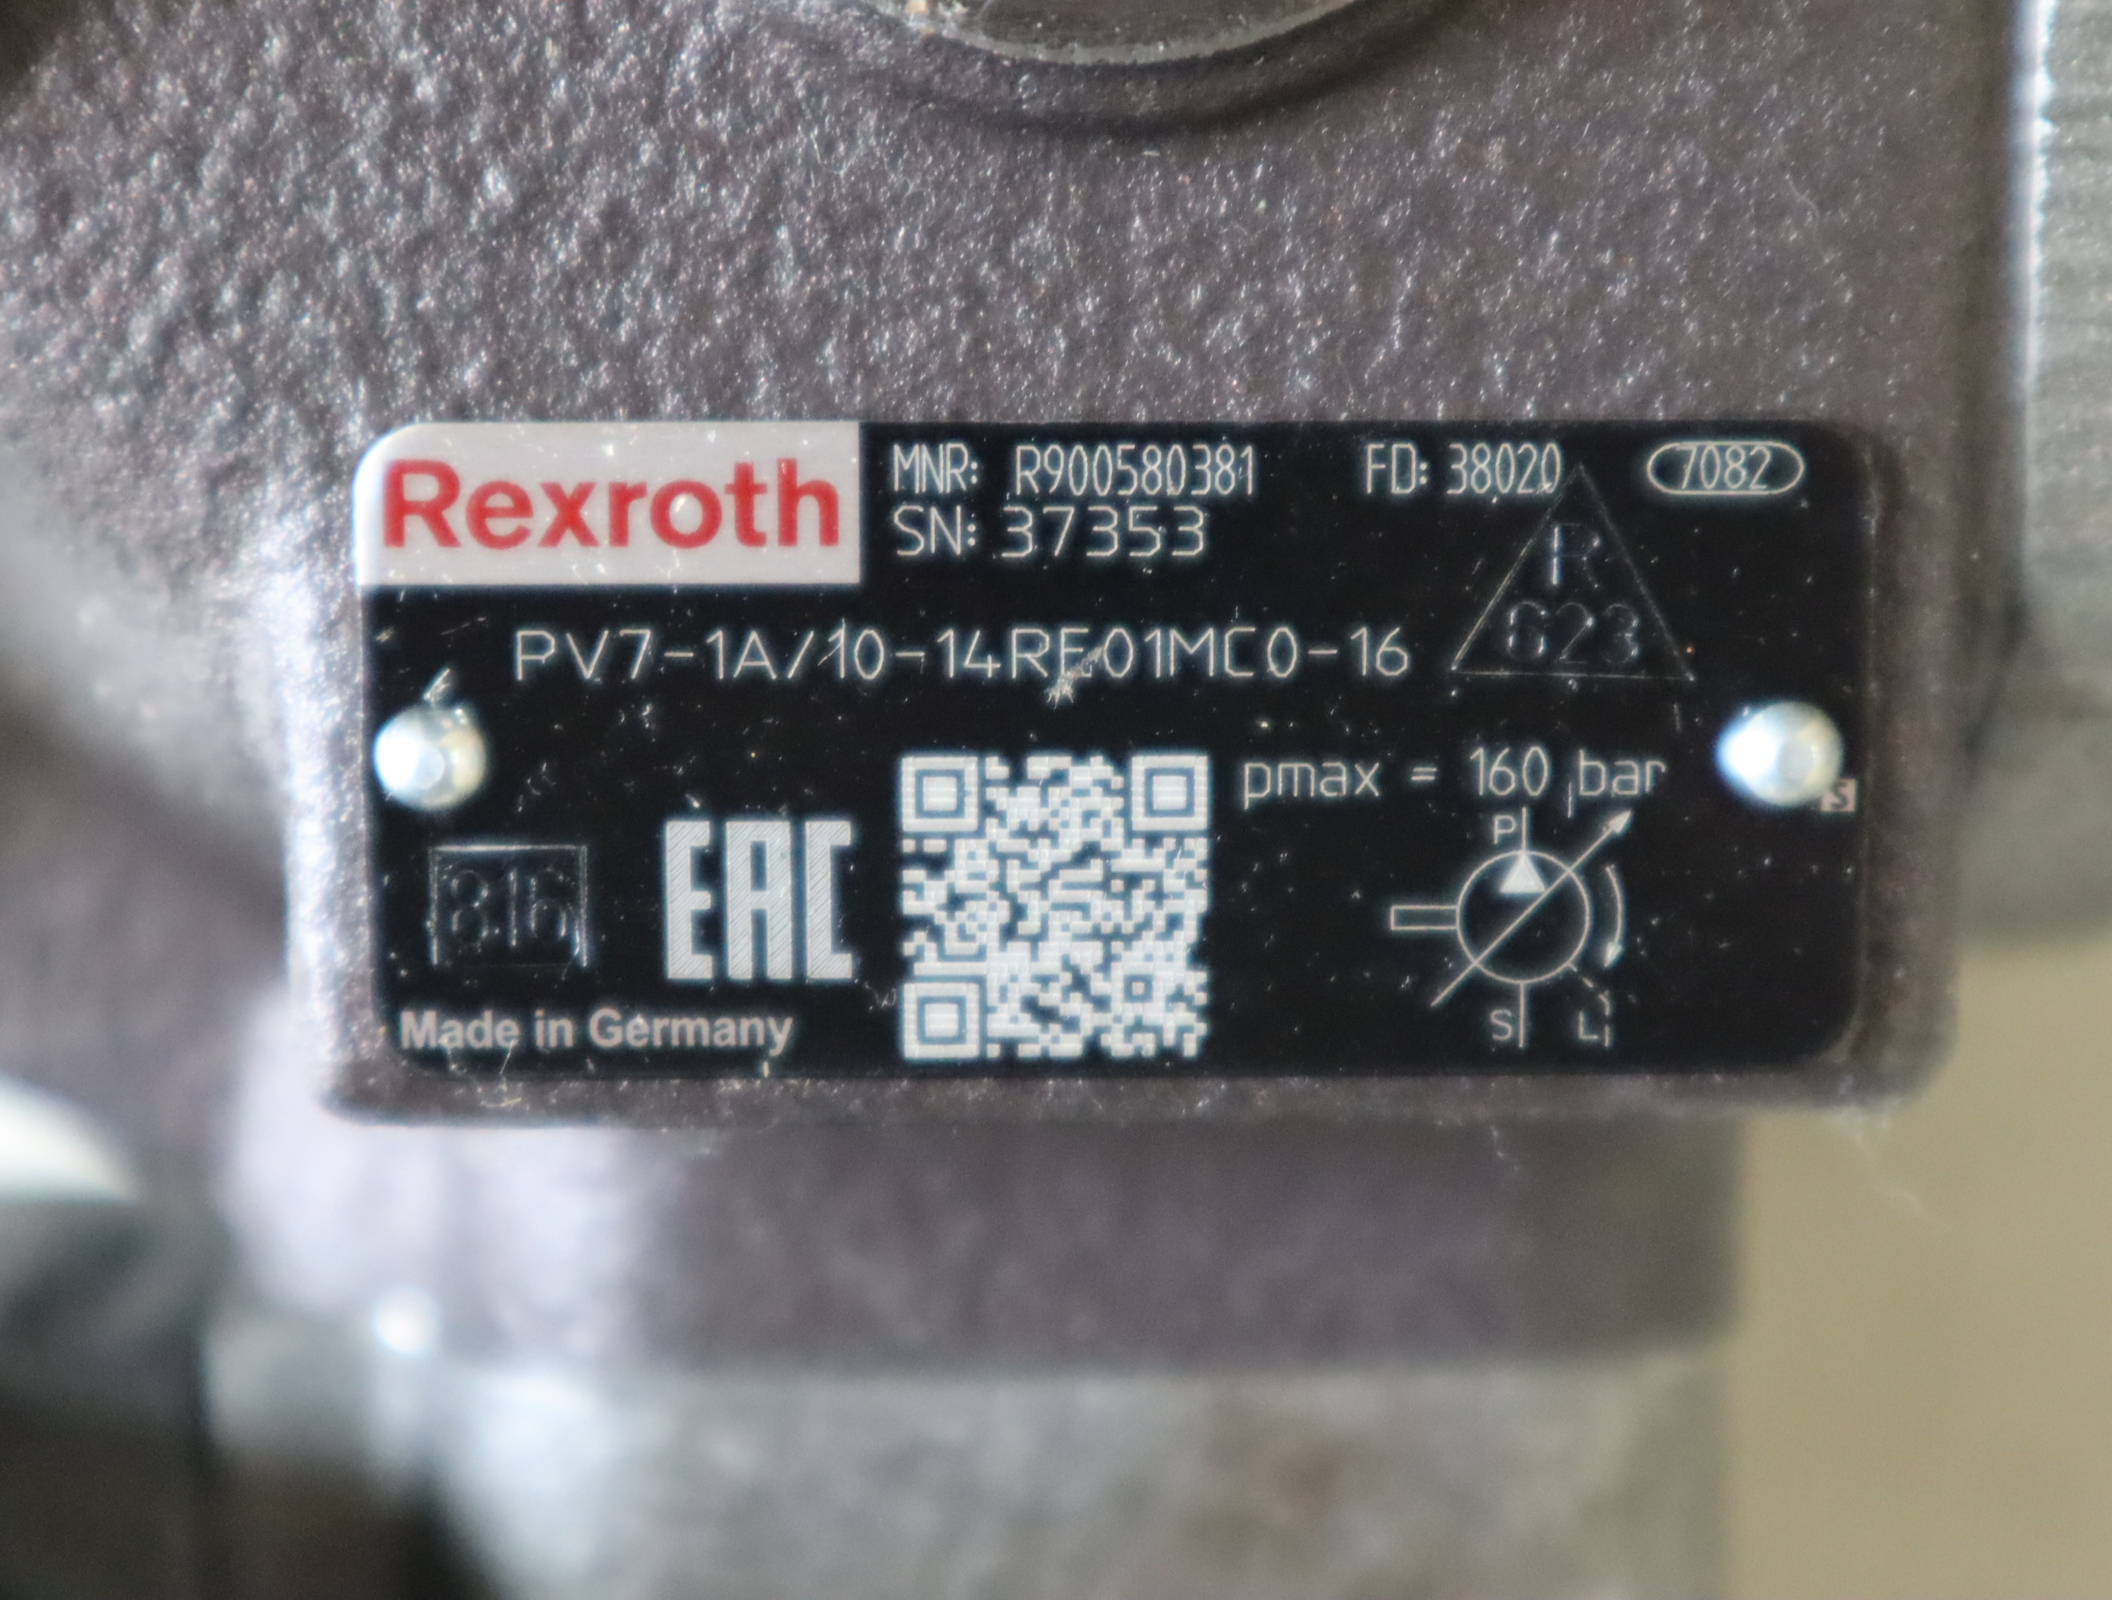 Rexroth
MNR: R900580381 FD: 38020 7082
SN: 37353
R
G23
PV7-1A/10-14RE01MC0-16
pmax = 160 bar
S
P
816
EAC
S L
Made in Germany